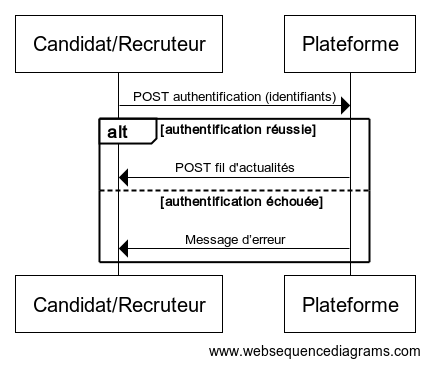 Candidat/Recruteur
Plateforme
POST authentification (identifiants)
alt
[authentification réussie]
POST fil d'actualités
[authentification échouée]
Message d'erreur
Candidat/Recruteur
Plateforme
www.websequencediagrams.com